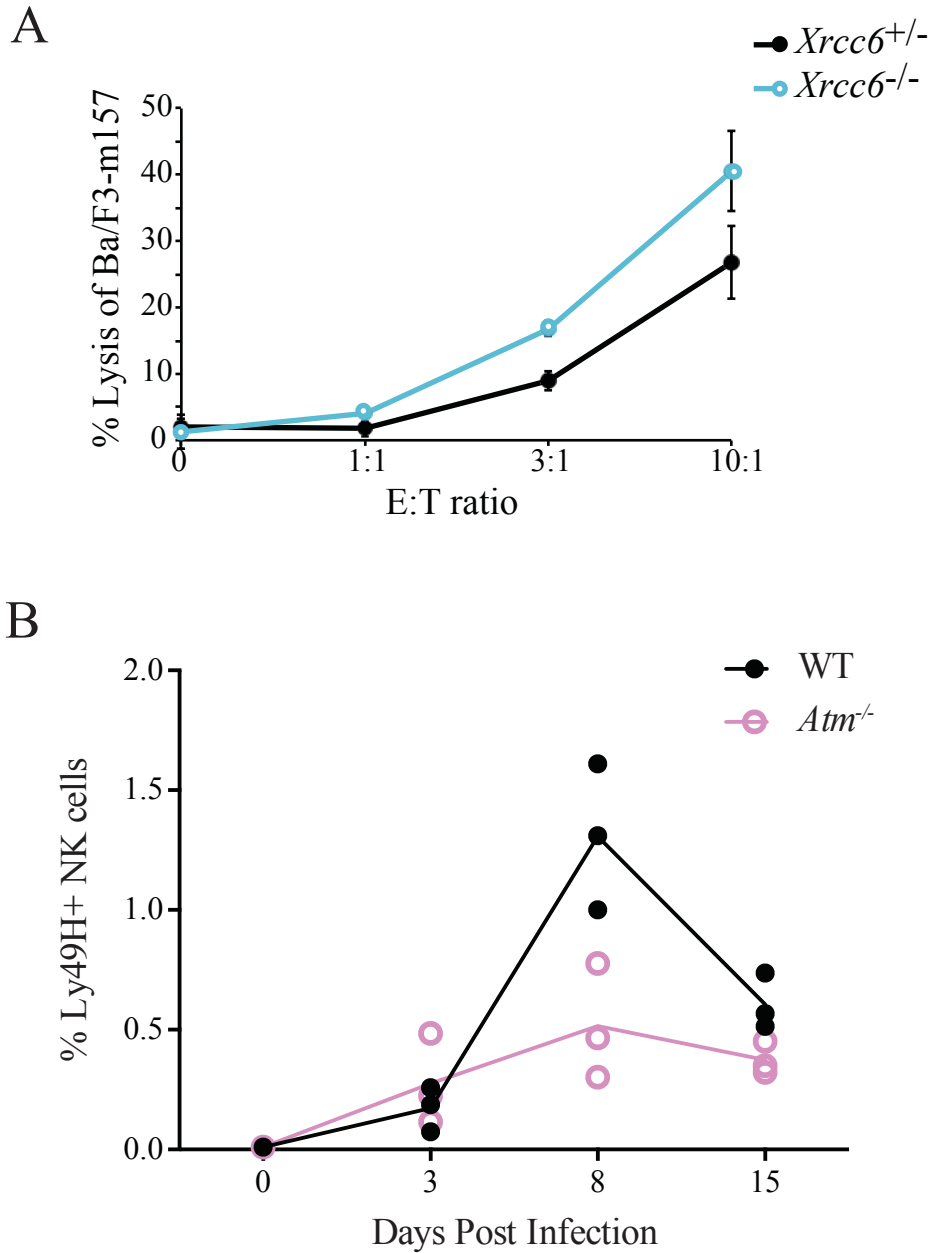 A
Xrcc6+/-
Xrcc6-/-
% Lysis of Ba/F3-m157
50
40
30
20
10
0
0 1:1 3:1 10:1
E:T ratio
B
WT
Atm-/-
% Ly49H+ NK cells
2.0
1.5
1.0
0.5
0.0
0 3 8 15
Days Post Infection